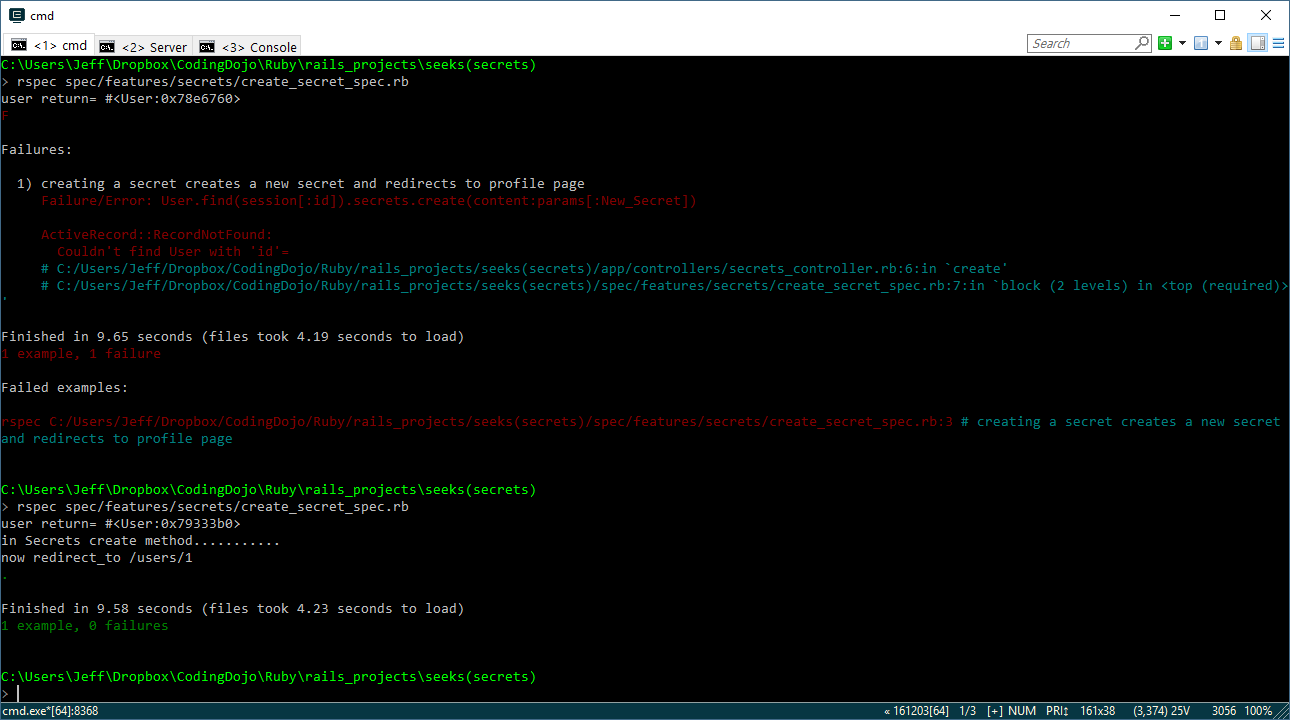 cmd
<1> cmd <2> Server <3> Console Search
C:\Users\Jeff\Dropbox\CodingDojo\Ruby\rails_projects\seeks(secrets)
> rspec spec/features/secrets/create_secret_spec.rb
user return= #<User:0x78e6760>
F
Failures:
1) creating a secret creates a new secret and redirects to profile page
Failure/Error: User.find(session[:id]).secrets.create(content:params[:New_Secret])
ActiveRecord::RecordNotFound:
Couldn't find User with 'id'=
# C:/Users/Jeff/Dropbox/CodingDojo/Ruby/rails_projects/seeks(secrets)/app/controllers/secrets_controller.rb:6:in `create'
# C:/Users/Jeff/Dropbox/CodingDojo/Ruby/rails_projects/seeks(secrets)/spec/features/secrets/create_secret_spec.rb:7:in `block (2 levels) in <top (required)>
'
Finished in 9.65 seconds (files took 4.19 seconds to load)
1 example, 1 failure
Failed examples:
rspec C:/Users/Jeff/Dropbox/CodingDojo/Ruby/rails_projects/seeks(secrets)/spec/features/secrets/create_secret_spec.rb:3 # creating a secret creates a new secret
and redirects to profile page
C:\Users\Jeff\Dropbox\CodingDojo\Ruby\rails_projects\seeks(secrets)
> rspec spec/features/secrets/create_secret_spec.rb
user return= #<User:0x79333b0>
in Secrets create method...........
now redirect_to /users/1
.
Finished in 9.58 seconds (files took 4.23 seconds to load)
1 example, 0 failures
C:\Users\Jeff\Dropbox\CodingDojo\Ruby\rails_projects\seeks(secrets)
>
cmd.exe*[64]:8368 « 161203[64] 1/3 [+] NUM PRI↕ 161x38 (3,374) 25V 3056 100%